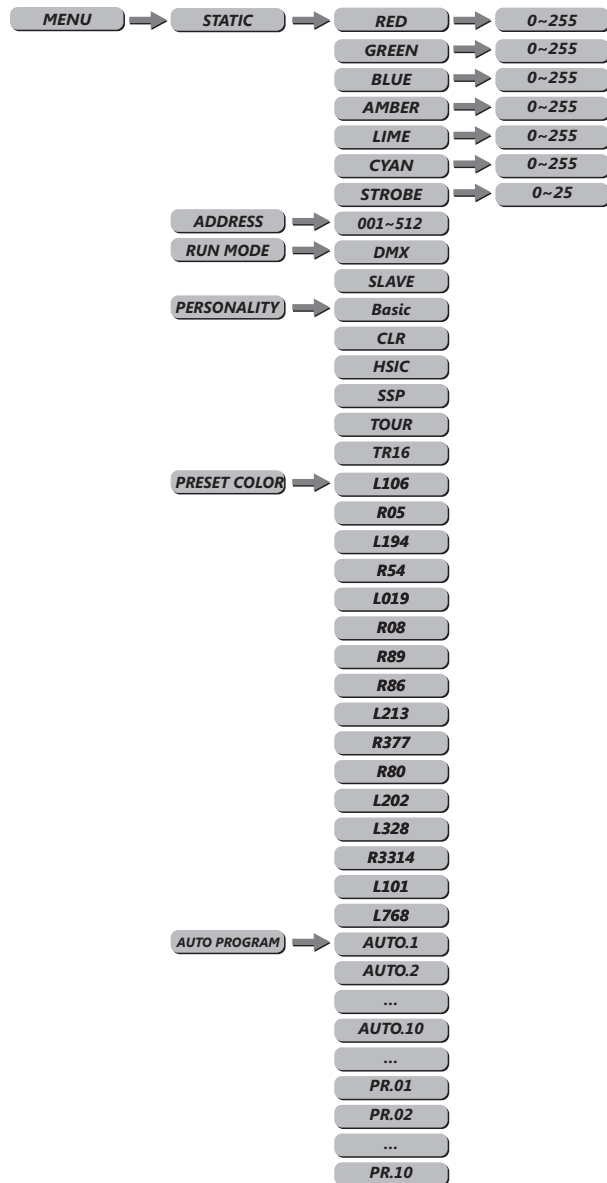 MENU STATIC RED 0~255
GREEN 0~255
BLUE 0~255
AMBER 0~255
LIME 0~255
CYAN 0~255
STROBE 0~25
ADDRESS 001~512
RUN MODE DMX
SLAVE
PERSONALITY Basic
CLR
HSIC
SSP
TOUR
TR16
PRESET COLOR L106
R05
L194
R54
L019
R08
R89
R86
L213
R377
R80
L202
L328
R3314
L101
L768
AUTO PROGRAM AUTO.1
AUTO.2
...
AUTO.10
...
PR.01
PR.02
...
PR.10